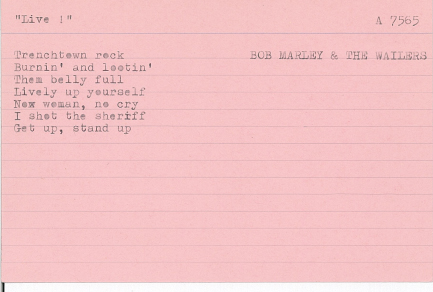 "Live !"
A 7565
Trenchtown rock
BOB MARLEY & THE WAILERS
Burnin' and lootin'
Them belly full
Lively up yourself
Now woman, no cry
I shot the sheriff
Get up, stand up